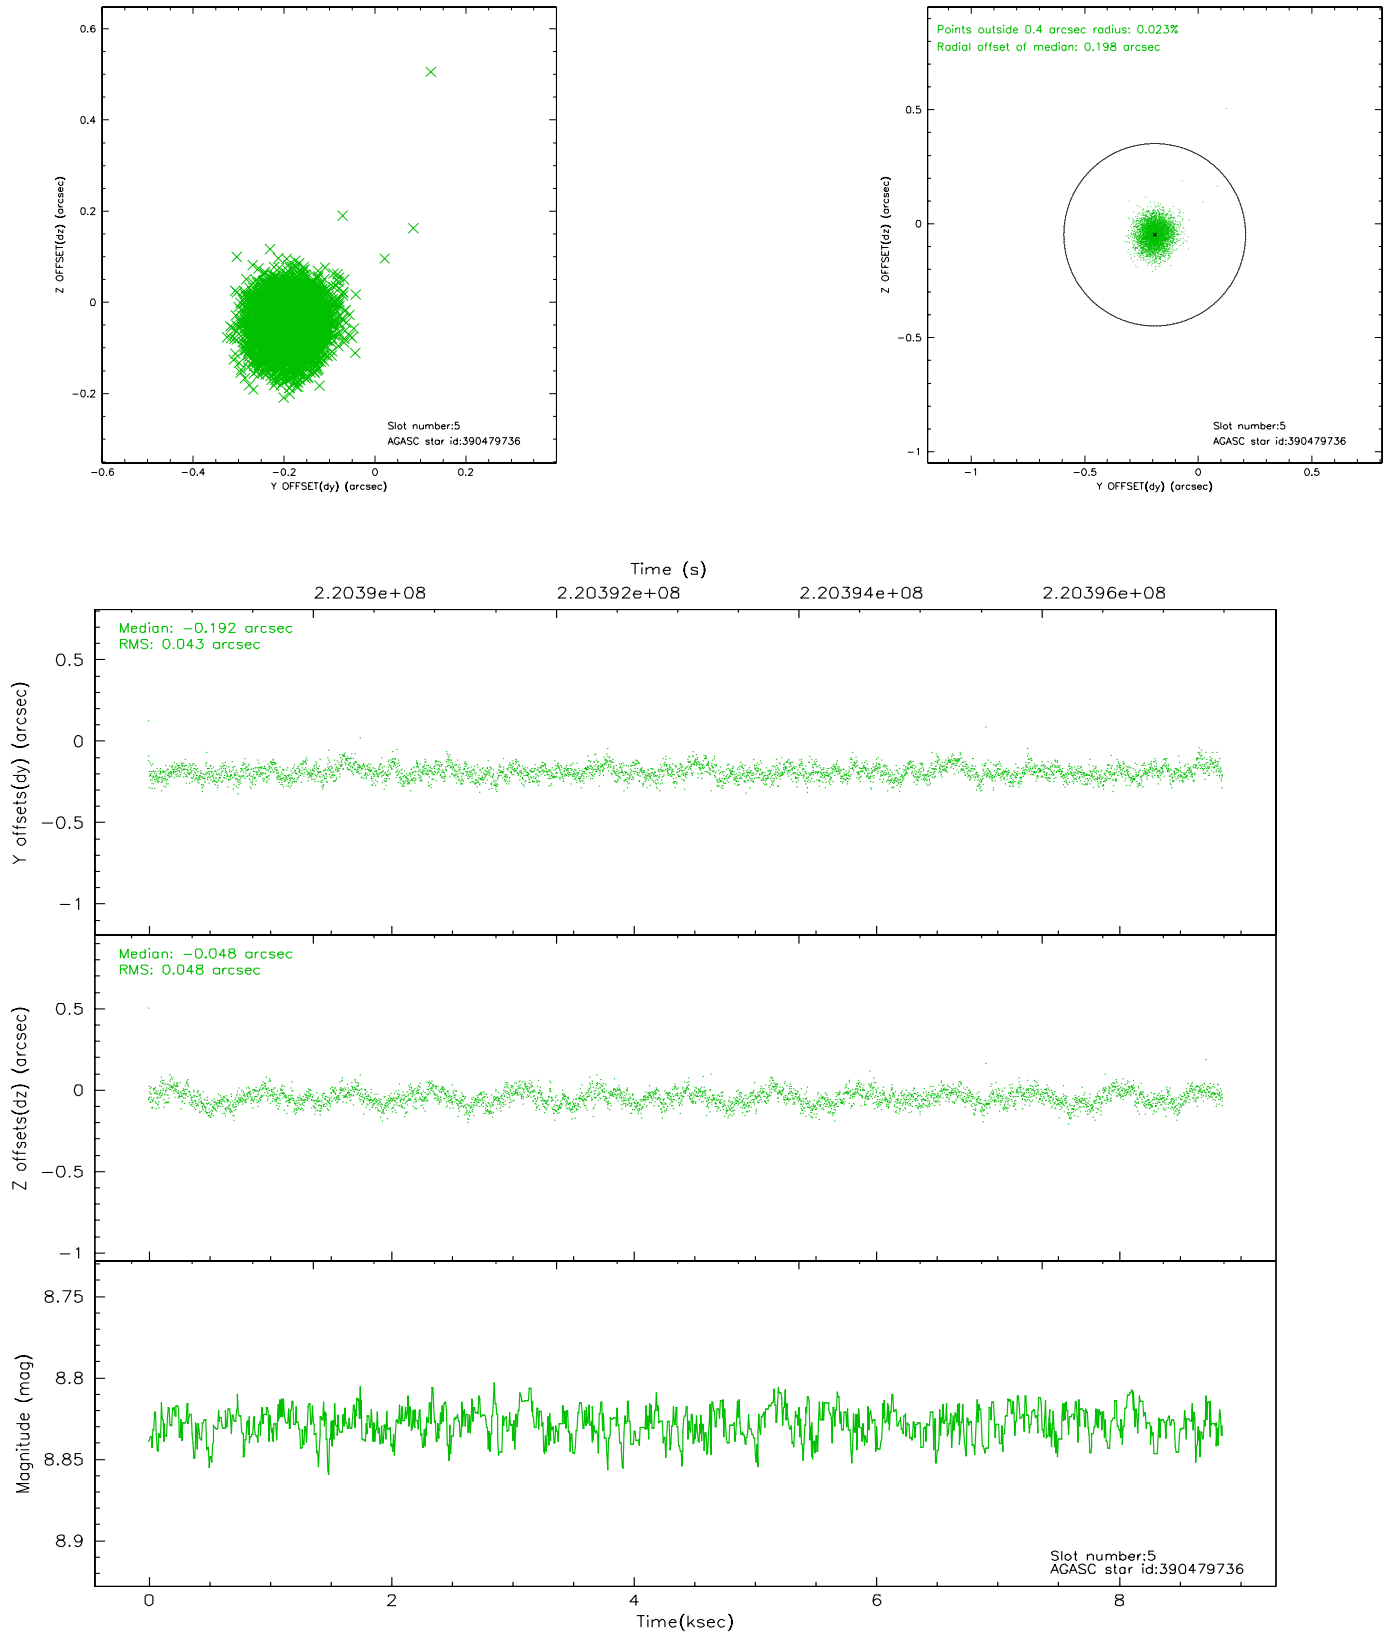 0.6
0.4
0.2
0
−0.2
−0.6
−0.4
−0.2
0
0.2
Z OFFSET(dz) (arcsec)
Y OFFSET(dy) (arcsec)
Slot number:5
AGASC star id:390479736
Points outside 0.4 arcsec radius: 0.023%
Radial offset of median: 0.198 arcsec
0.5
0
−0.5
−1
−1
−0.5
0
0.5
Z OFFSET(dz) (arcsec)
Y OFFSET(dy) (arcsec)
Slot number:5
AGASC star id:390479736
Time (s)
2.2039e+08
2.20392e+08
2.20394e+08
2.20396e+08
Median: −0.192 arcsec
RMS: 0.043 arcsec
0.5
0
−0.5
−1
Y offsets(dy) (arcsec)
Median: −0.048 arcsec
RMS: 0.048 arcsec
0.5
0
−0.5
−1
Z offsets(dz) (arcsec)
8.75
8.8
8.85
8.9
Magnitude (mag)
Slot number:5
AGASC star id:390479736
0
2
4
6
8
Time(ksec)